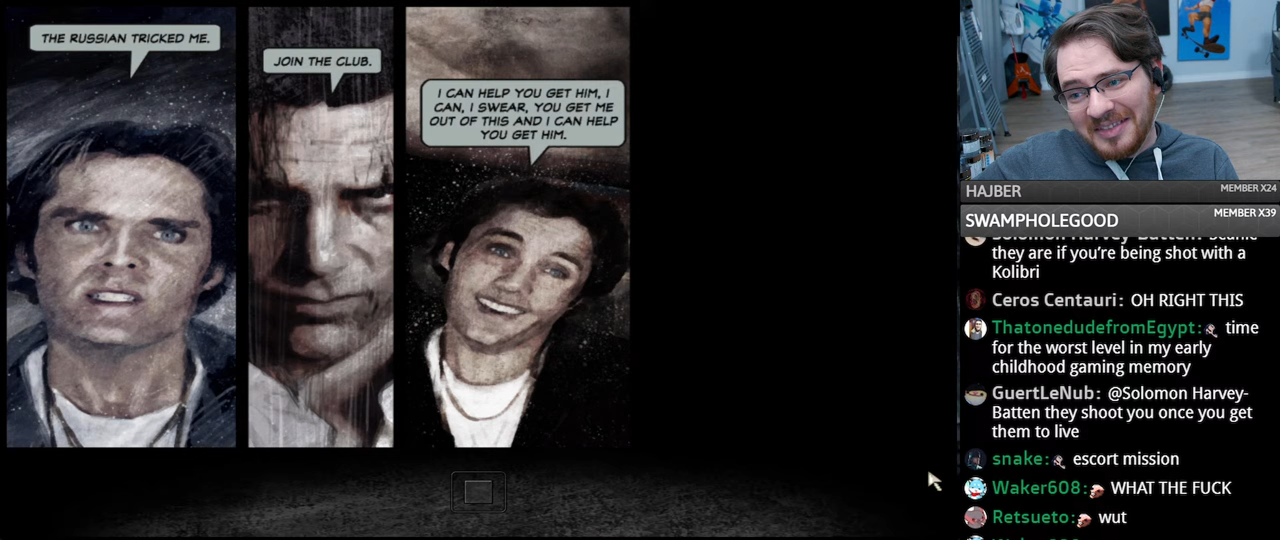 THE RUSSIAN TRICKED ME.
JOIN THE CLUB.
I CAN HELP YOU GET HIM, I
CAN, I SWEAR, YOU GET ME
OUT OF THIS AND I CAN HELP
YOU GET HIM.
HAJBER
MEMBER X24
SWAMPHOLEGOOD
MEMBER X39
they are if you're being shot with a
Kolibri
Ceros Centauri: OH RIGHT THIS
ThatonedudefromEgypt: time
for the worst level in my early
childhood gaming memory
GuertLeNub: @Solomon Harvey-
Batten they shoot you once you get
them to live
snake: escort mission
Waker608: WHAT THE FUCK
Retsueto: wut